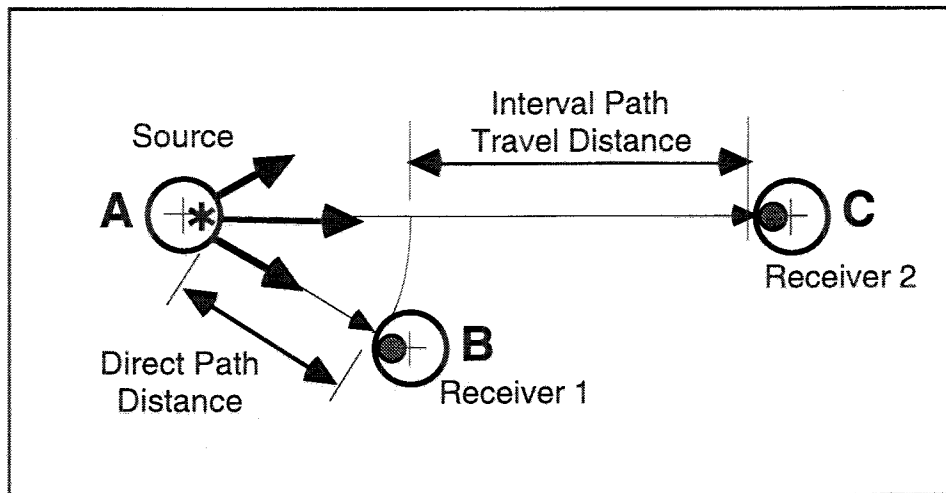 Interval Path
Travel Distance
Source
A
*
C
Receiver 2
B
Direct Path
Distance
Receiver 1